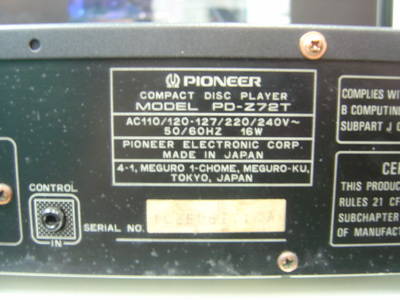 PIONEER
COMPACT DISC PLAYER
MODEL PD-Z72T
AC110/120-127/220/240V~
50/60HZ 16W
PIONEER ELECTRONIC CORP.
MADE IN JAPAN
4-1, MEGURO 1-CHOME, MEGURO-KU,
TOKYO, JAPAN
COMPLIES WI
B COMPUTIN
SUBPART J O
CONTROL
IN
SERIAL NO.
CE
THIS PRODUC
RULES 21 CF
SUBCHAPTER
OF MANUFAC